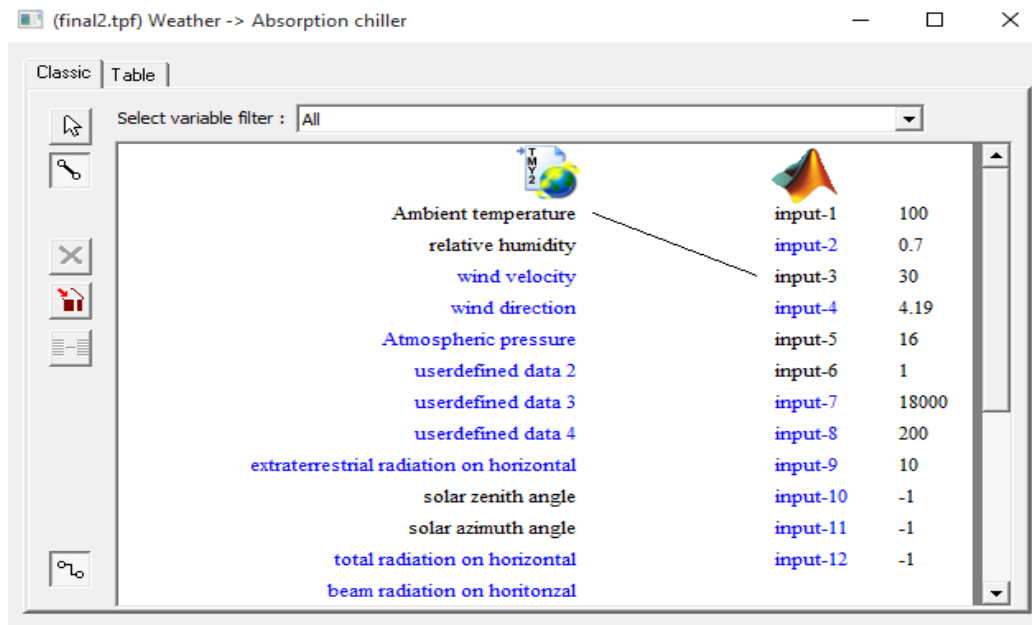 (final2.tpf) Weather -> Absorption chiller
Classic Table
Select variable filter : All
TMY2
Ambient temperature input-1 100
relative humidity input-2 0.7
wind velocity input-3 30
wind direction input-4 4.19
Atmospheric pressure input-5 16
userdefined data 2 input-6 1
userdefined data 3 input-7 18000
userdefined data 4 input-8 200
extraterrestrial radiation on horizontal input-9 10
solar zenith angle input-10 -1
solar azimuth angle input-11 -1
total radiation on horizontal input-12 -1
beam radiation on horitonzal